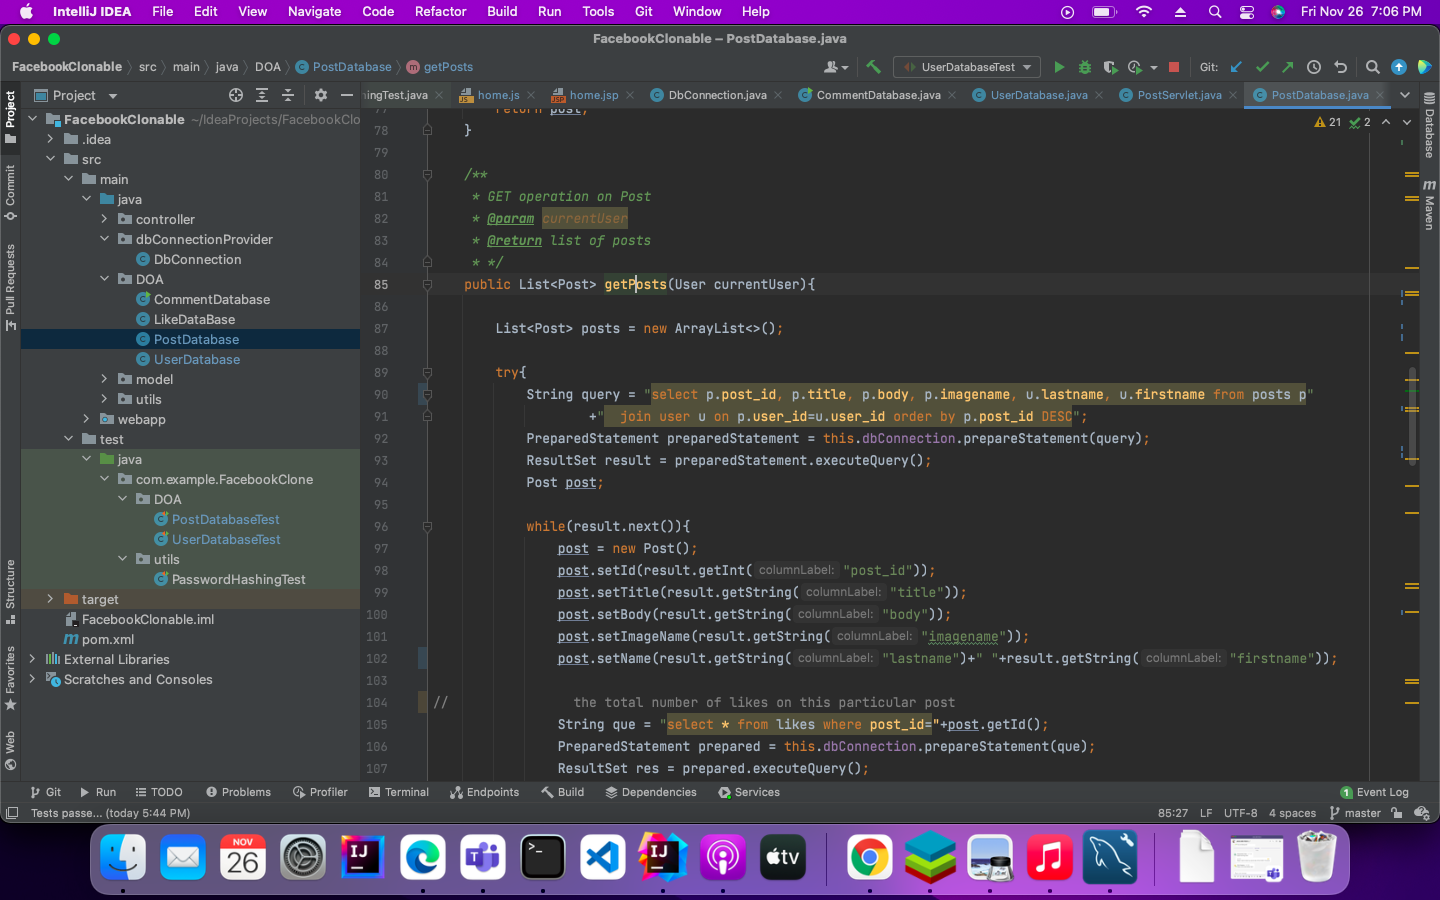 IntelliJ IDEA File Edit View Navigate Code Refactor Build Run Tools Git Window Help Fri Nov 26 7:06 PM
FacebookClonable – PostDatabase.java
FacebookClonable src main java DOA PostDatabase getPosts UserDatabaseTest Git:
Project hingTest.java home.js home.jsp DbConnection.java CommentDatabase.java UserDatabase.java PostServlet.java PostDatabase.java
Project
Commit
Pull Requests
Structure
Favorites
Web
FacebookClonable ~/IdeaProjects/FacebookClo
.idea
src
main
java
controller
dbConnectionProvider
DbConnection
DOA
CommentDatabase
LikeDataBase
PostDatabase
UserDatabase
model
utils
webapp
test
java
com.example.FacebookClone
DOA
PostDatabaseTest
UserDatabaseTest
utils
PasswordHashingTest
target
FacebookClonable.iml
pom.xml
External Libraries
Scratches and Consoles
21 2
77 return post;
78 }
79
80 /**
81 * GET operation on Post
82 * @param currentUser
83 * @return list of posts
84 * */
85 public List<Post> getPosts(User currentUser){
86
87 List<Post> posts = new ArrayList<>();
88
89 try{
90 String query = "select p.post_id, p.title, p.body, p.imagename, u.lastname, u.firstname from posts p"
91 +" join user u on p.user_id=u.user_id order by p.post_id DESC";
92 PreparedStatement preparedStatement = this.dbConnection.prepareStatement(query);
93 ResultSet result = preparedStatement.executeQuery();
94 Post post;
95
96 while(result.next()){
97 post = new Post();
98 post.setId(result.getInt( columnLabel: "post_id"));
99 post.setTitle(result.getString( columnLabel: "title"));
100 post.setBody(result.getString( columnLabel: "body"));
101 post.setImageName(result.getString( columnLabel: "imagename"));
102 post.setName(result.getString( columnLabel: "lastname")+" "+result.getString( columnLabel: "firstname"));
103
104 // the total number of likes on this particular post
105 String que = "select * from likes where post_id="+post.getId();
106 PreparedStatement prepared = this.dbConnection.prepareStatement(que);
107 ResultSet res = prepared.executeQuery();
Database
m Maven
Git Run TODO Problems Profiler Terminal Endpoints Build Dependencies Services 1 Event Log
Tests passe... (today 5:44 PM) 85:27 LF UTF-8 4 spaces master
NOV
26
IJ
>_
IJ
tv